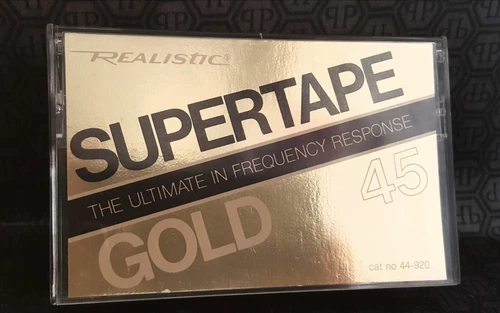 REALISTIC®
SUPERTAPE
THE ULTIMATE IN FREQUENCY RESPONSE
45
GOLD
cat no 44-920